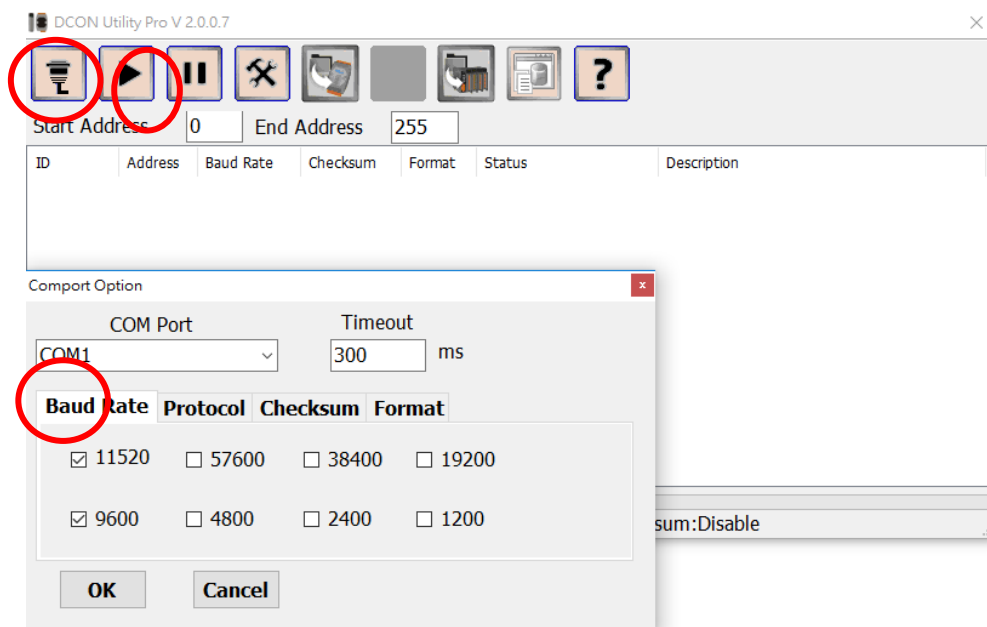 DCON Utility Pro V 2.0.0.7
?
Start Address 0 End Address 255
ID Address Baud Rate Checksum Format Status Description
Comport Option x
COM Port Timeout
COM1 300 ms
Baud Rate Protocol Checksum Format
11520 57600 38400 19200
9600 4800 2400 1200
sum:Disable
OK Cancel